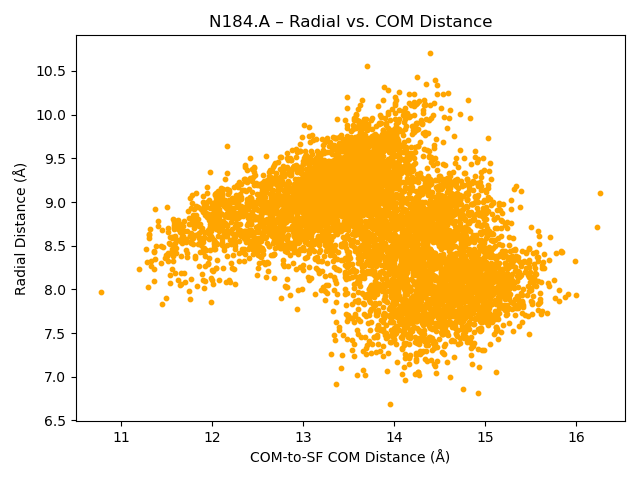 N184.A – Radial vs. COM Distance
Radial Distance (Å)
10.5
10.0
9.5
9.0
8.5
8.0
7.5
7.0
6.5
11 12 13 14 15 16
COM-to-SF COM Distance (Å)